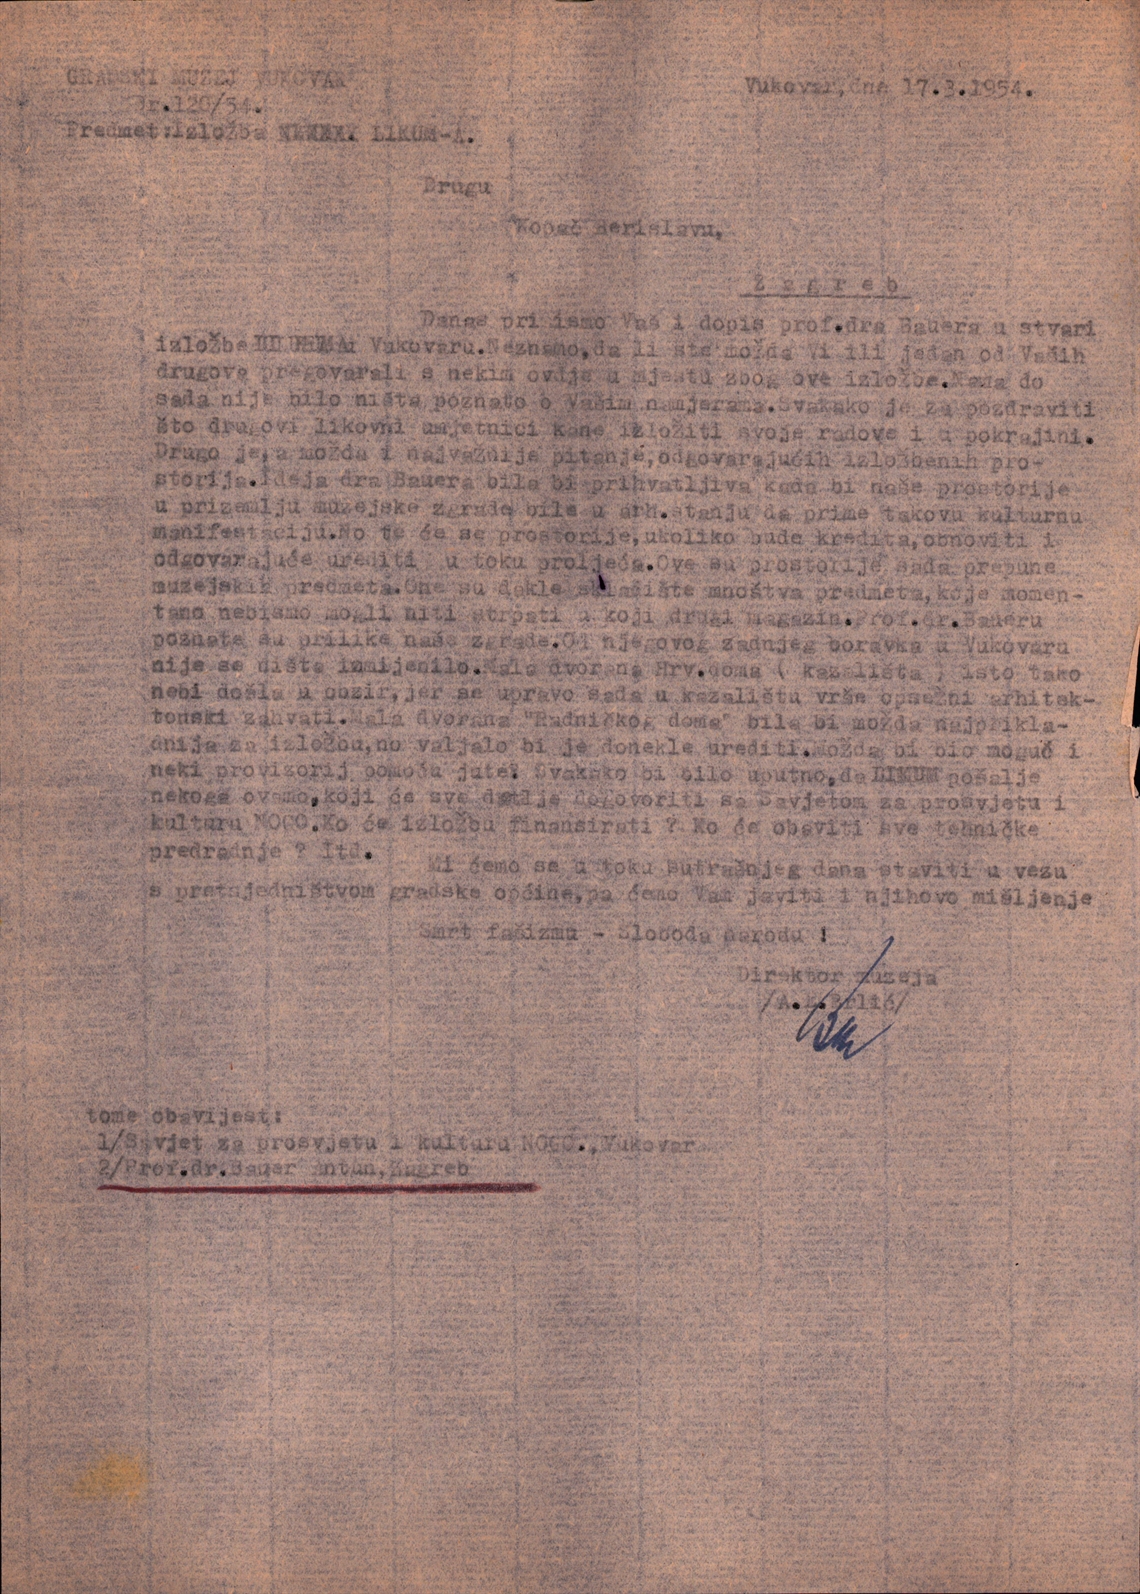 GRADSKI MUZEJ VUKOVAR
Br.120/54.
Predmet:Izložba LIKUM-A.
Vukovar,dne 17.3.1954.
Drugu
Kopač Berislavu,
Zagreb
Danas primismo Vaš i dopis prof.dra Bauera u stvari
izložbe LIKUMA u Vukovaru.Neznamo,da li ste možda Vi ili jedan od Vaših
drugova pregovarali s nekim ovdje u mjestu zbog ove izložbe.Nama do
sada nije bilo ništa poznato o Vašim namjerama.Svakako je za pozdraviti
što drugovi likovni umjetnici kane izložiti svoje radove i u pokrajini.
Drugo je,a možda i najvažnije pitanje,odgovarajućih izložbenih pro-
storija.Ideja dra Bauera bila bi prihvatljiva kada bi naše prostorije
u prizemlju muzejske zgrade bile u arh.stanju da prime takovu kulturnu
manifestaciju.No te će se prostorije,ukoliko bude kredita,obnoviti i
odgovarajuće urediti u toku proljeća.Ove su prostorije sada prepune
muzejskih predmeta.One su dakle sklačište mnoštva predmeta,koje momen-
tano nebismo mogli niti strpati u koji drugi magazin.Prof.dr.Baueru
poznate su prilike naše zgrade.Od njegovog zadnjeg boravka u Vukovaru
nije se ništa izmijenilo.Mala dvorana Hrv.doma ( kazališta ) isto tako
nebi došla u obzir,jer se upravo sada u kazalištu vrše opsežni arhitek-
tonski zahvati.Mala dvorana "Radničkog doma" bila bi možda najprikla-
dnija za izložbu,no valjalo bi je donekle urediti.Možda bi bio moguć i
neki provizorij pomoću jute? Svakako bi bilo uputno,da LIKUM pošalje
nekoga ovamo,koji će sve detlje dogovoriti sa Savjetom za prosvjetu i
kulturu NOGO.Ko će izložbu finansirati ? Ko će obaviti sve tehničke
predradnje ? Itd.
Mi ćemo se u toku sutrašnjeg dana staviti u vezu
s pretsjedništvom gradske općine,pa ćemo Vam javiti i njihovo mišljenje
Smrt fašizmu - Sloboda narodu !
Direktor muzeja
/A. .Brlić/
tome obavijest:
1/Savjet za prosvjetu i kulturu NOGO.,Vukovar
2/Prof.dr.Bauer Antun,Zagreb